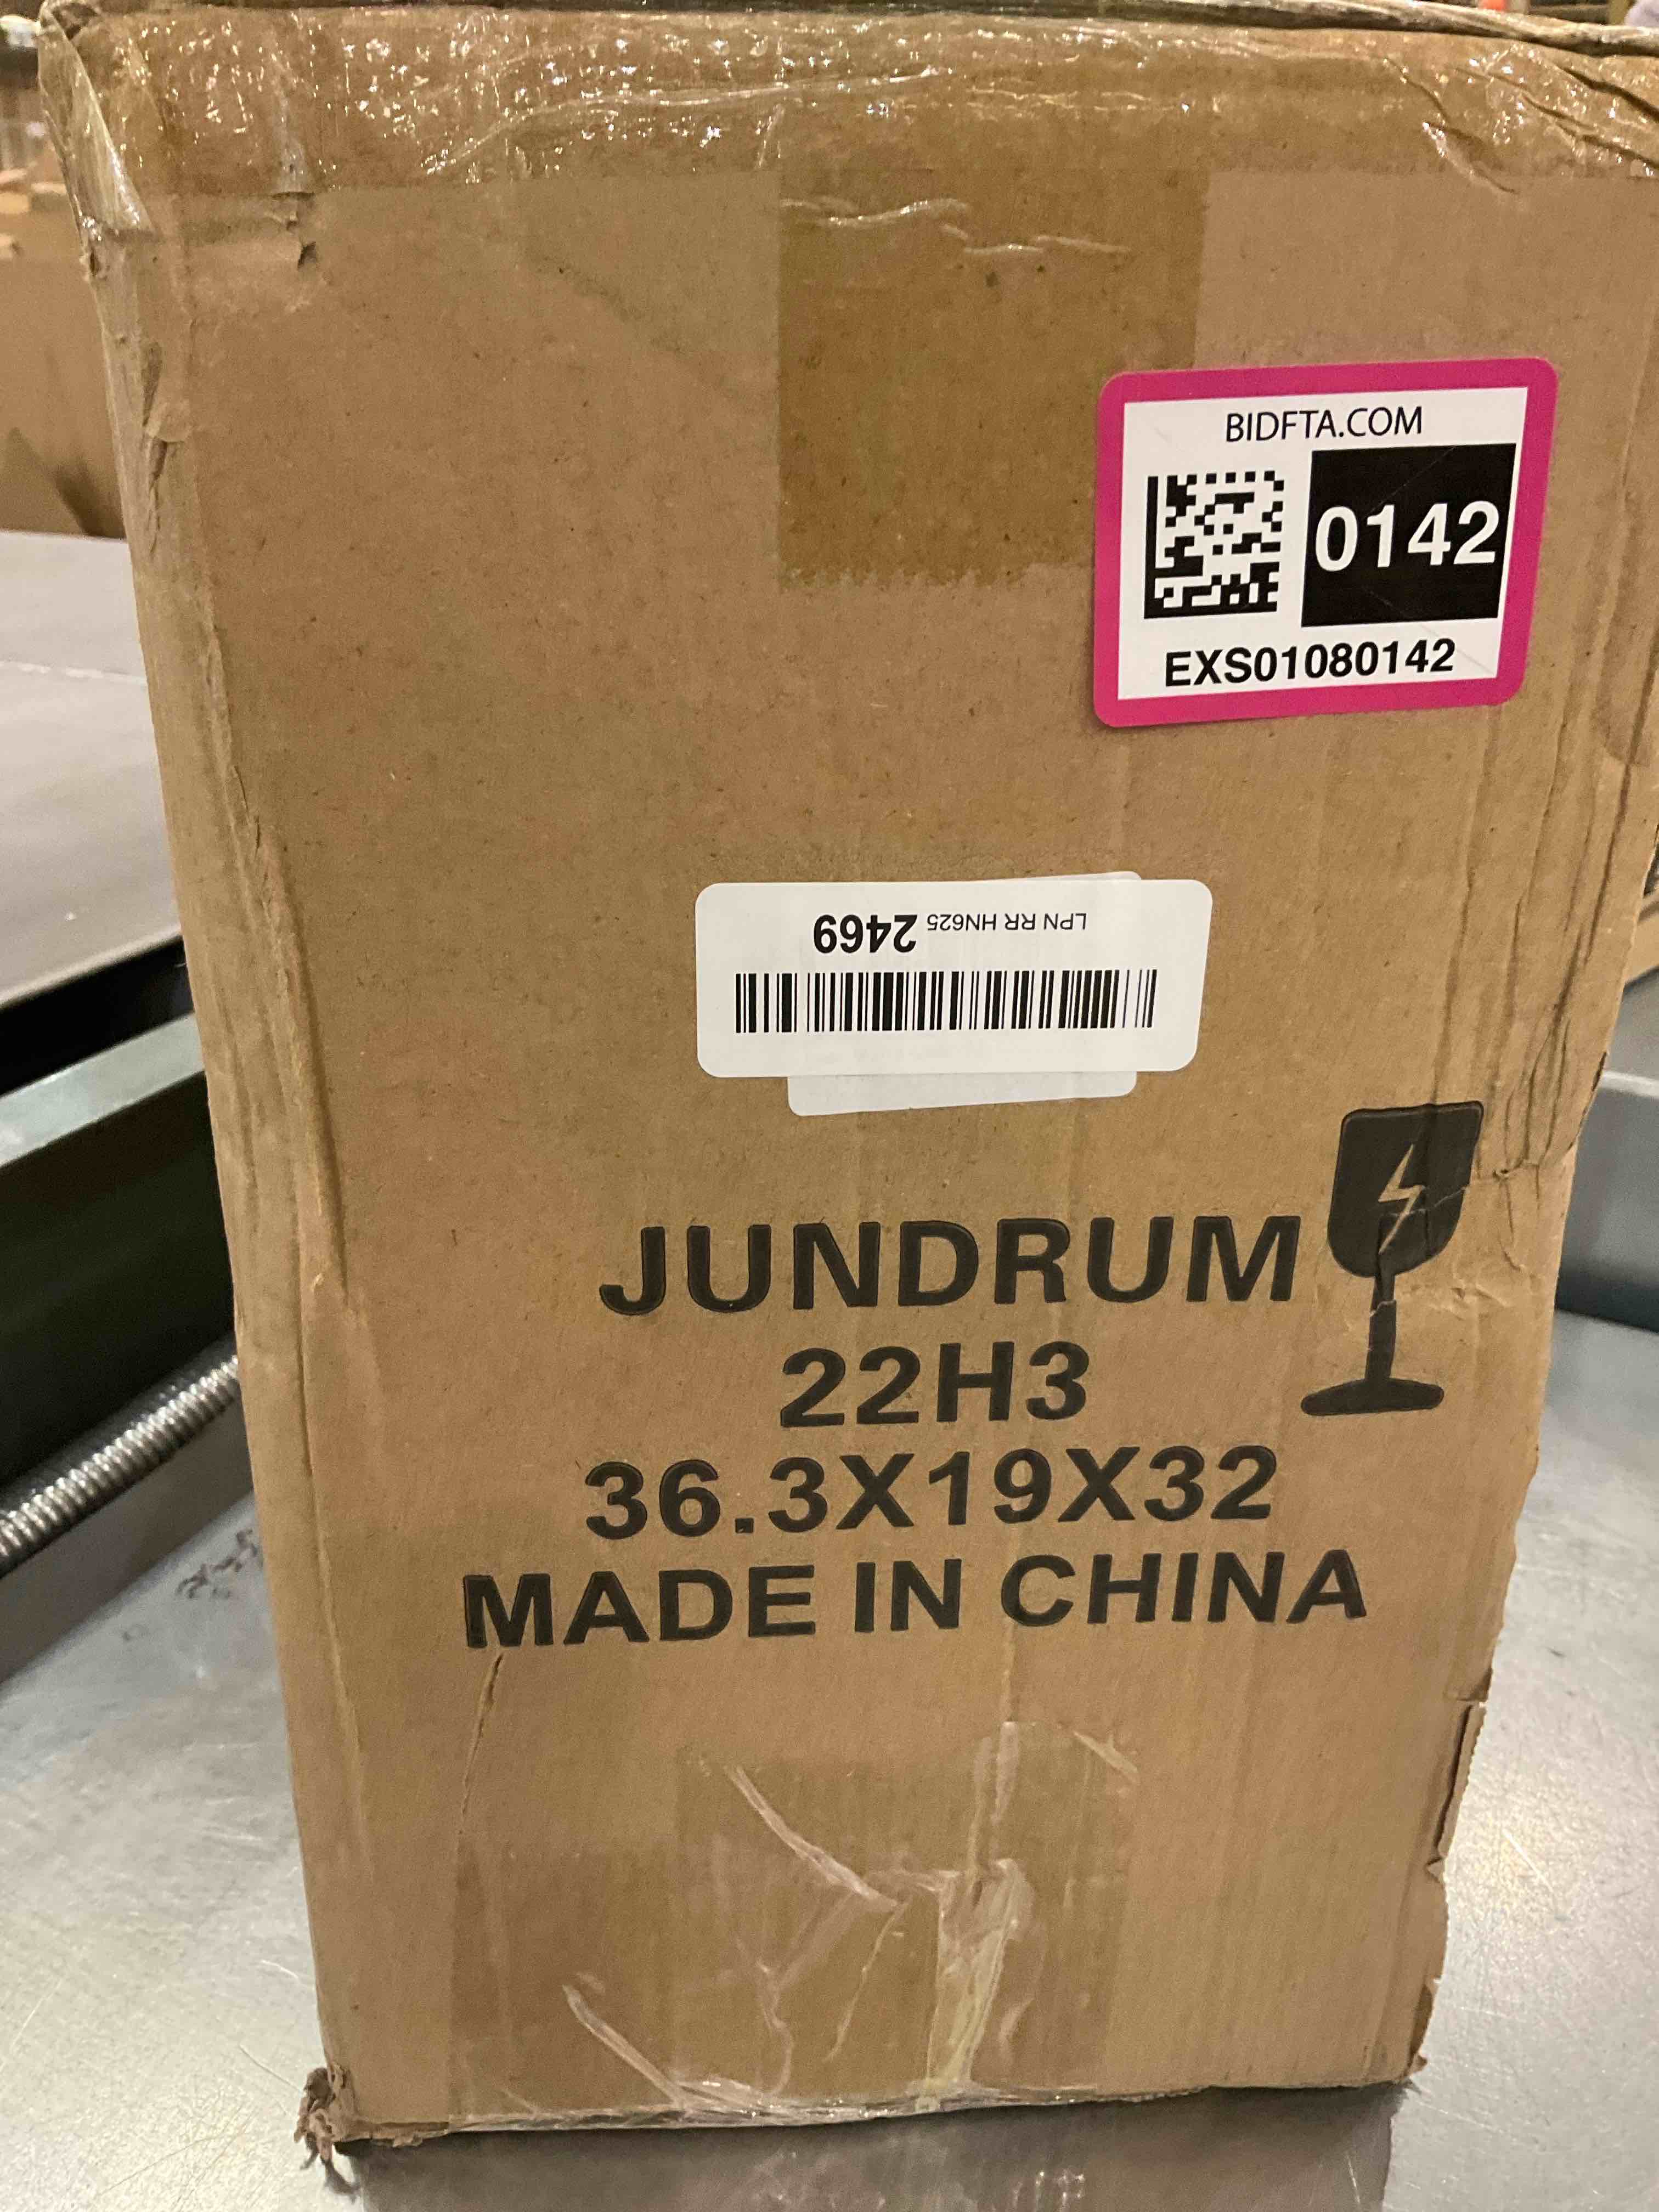 BIDFTA.COM
0142
EXS01080142
LPN RR HN625 2469
JUNDRUM
22H3
36.3X19X32
MADE IN CHINA